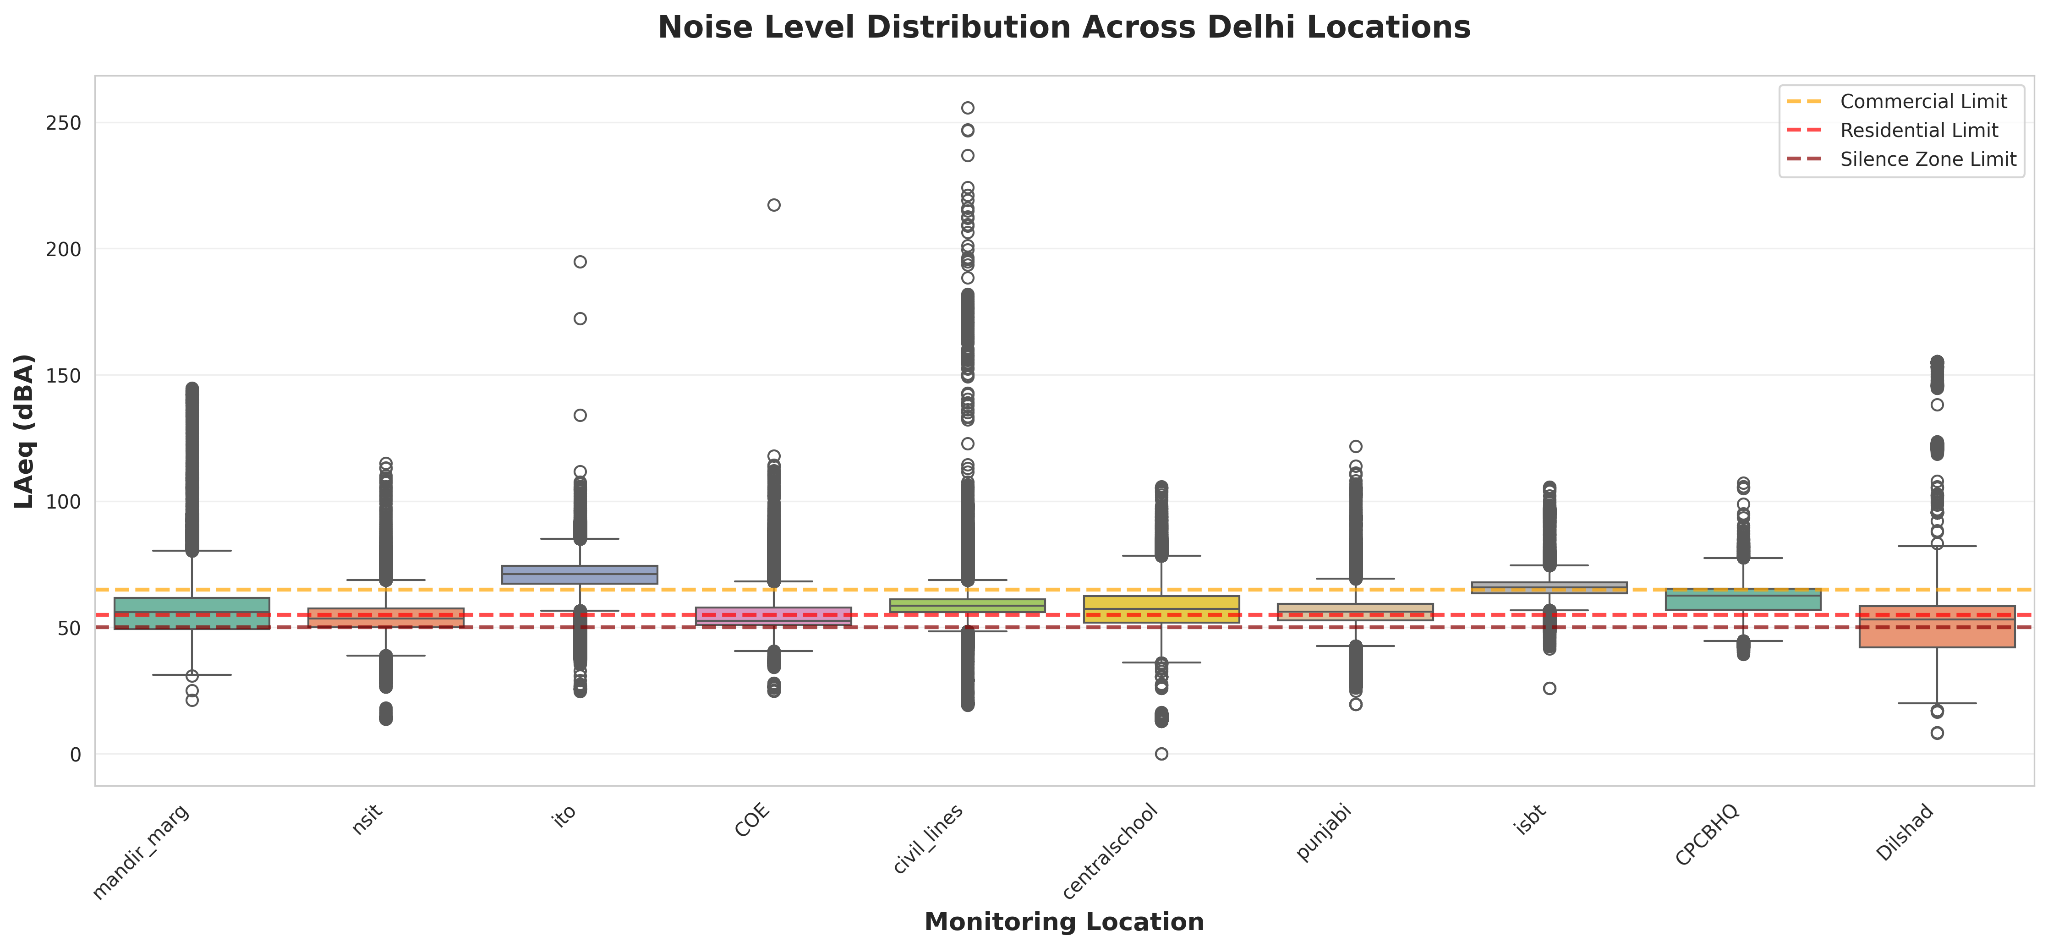 Noise Level Distribution Across Delhi Locations
Commercial Limit
Residential Limit
Silence Zone Limit
LAeq (dBA)
250
200
150
100
50
0
mandir_marg
nsit
ito
COE
civil_lines
centralschool
punjabi
isbt
CPCBHQ
Dilshad
Monitoring Location